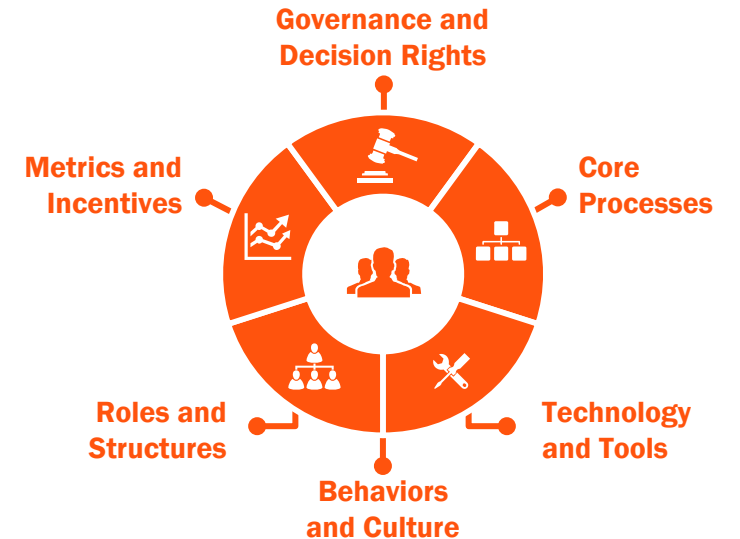 Governance and
Decision Rights
Metrics and
Incentives
Core
Processes
Roles and
Structures
Technology
and Tools
Behaviors
and Culture